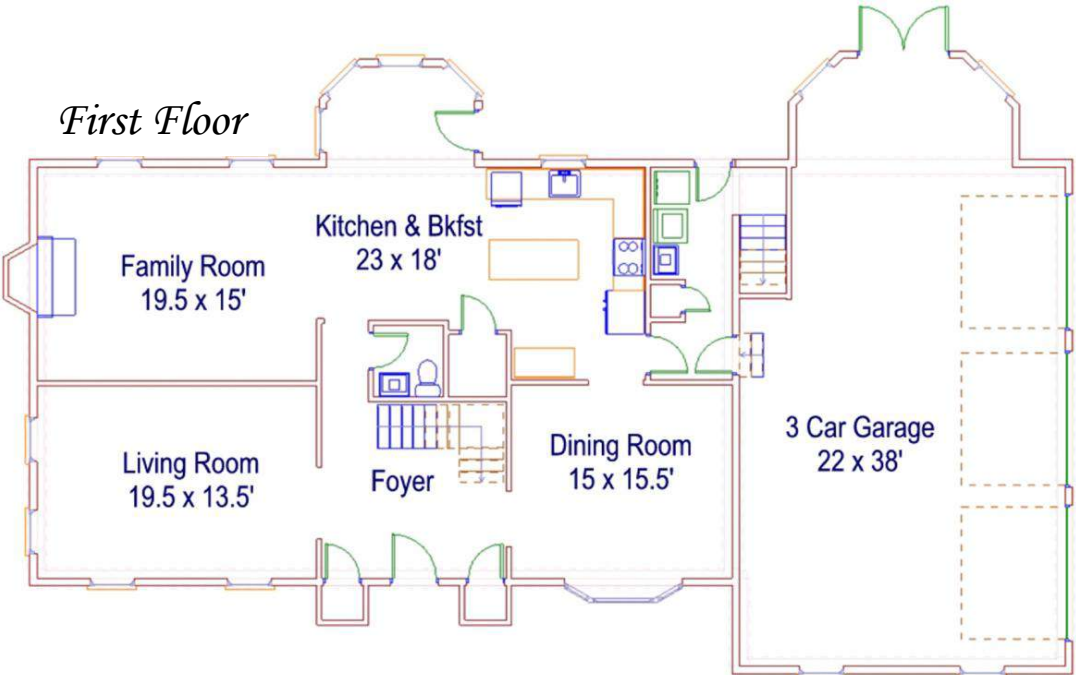 First Floor
Kitchen & Bkfst
23 x 18'
Family Room
19.5 x 15'
Living Room
19.5 x 13.5'
Foyer
Dining Room
15 x 15.5'
3 Car Garage
22 x 38'